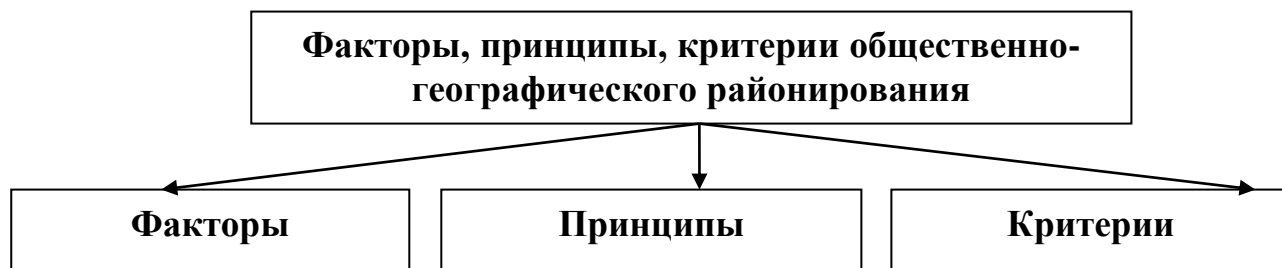 Факторы, принципы, критерии общественно-
географического районирования
Факторы
Принципы
Критерии